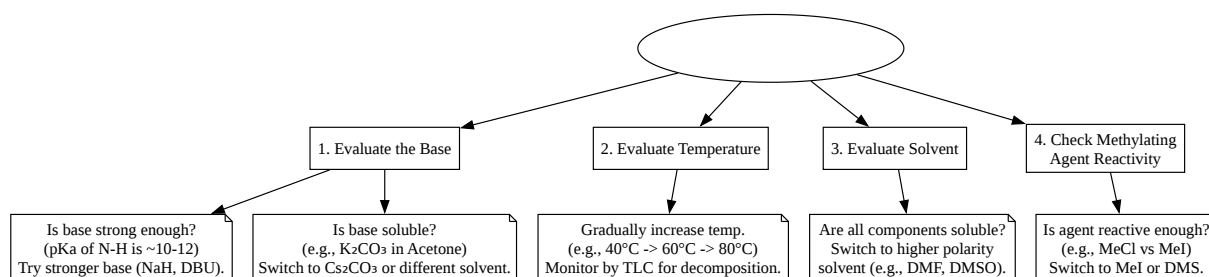 1. Evaluate the Base
2. Evaluate Temperature
3. Evaluate Solvent
4. Check Methylating
Agent Reactivity
Is base strong enough?
(pKa of N-H is ~10-12)
Try stronger base (NaH, DBU).
Is base soluble?
(e.g., K₂CO₃ in Acetone)
Switch to Cs₂CO₃ or different solvent.
Gradually increase temp.
(e.g., 40°C -> 60°C -> 80°C)
Monitor by TLC for decomposition.
Are all components soluble?
Switch to higher polarity
solvent (e.g., DMF, DMSO).
Is agent reactive enough?
(e.g., MeCl vs MeI)
Switch to MeI or DMS.